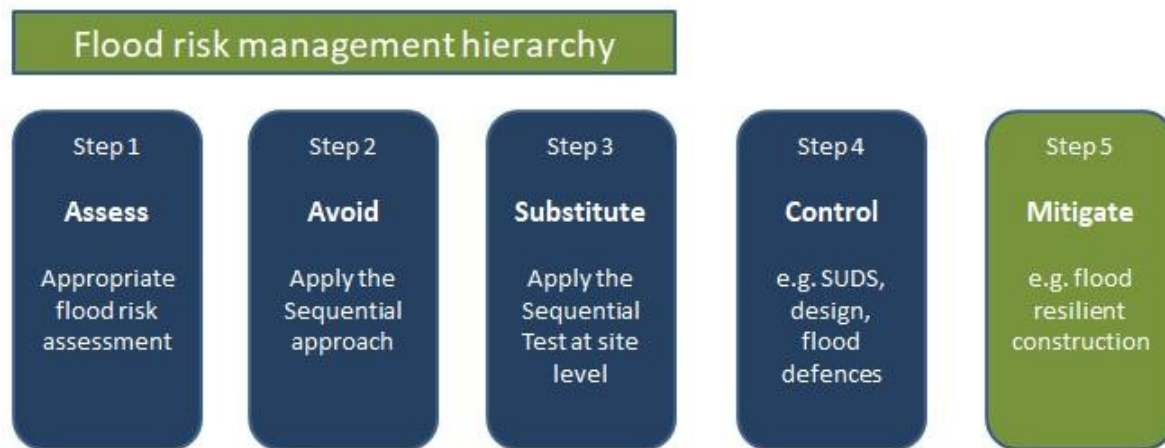 Flood risk management hierarchy
Step 1
Assess
Appropriate
flood risk
assessment
Step 2
Avoid
Apply the
Sequential
approach
Step 3
Substitute
Apply the
Sequential
Test at site
level
Step 4
Control
e.g. SUDS,
design,
flood
defences
Step 5
Mitigate
e.g. flood
resilient
construction